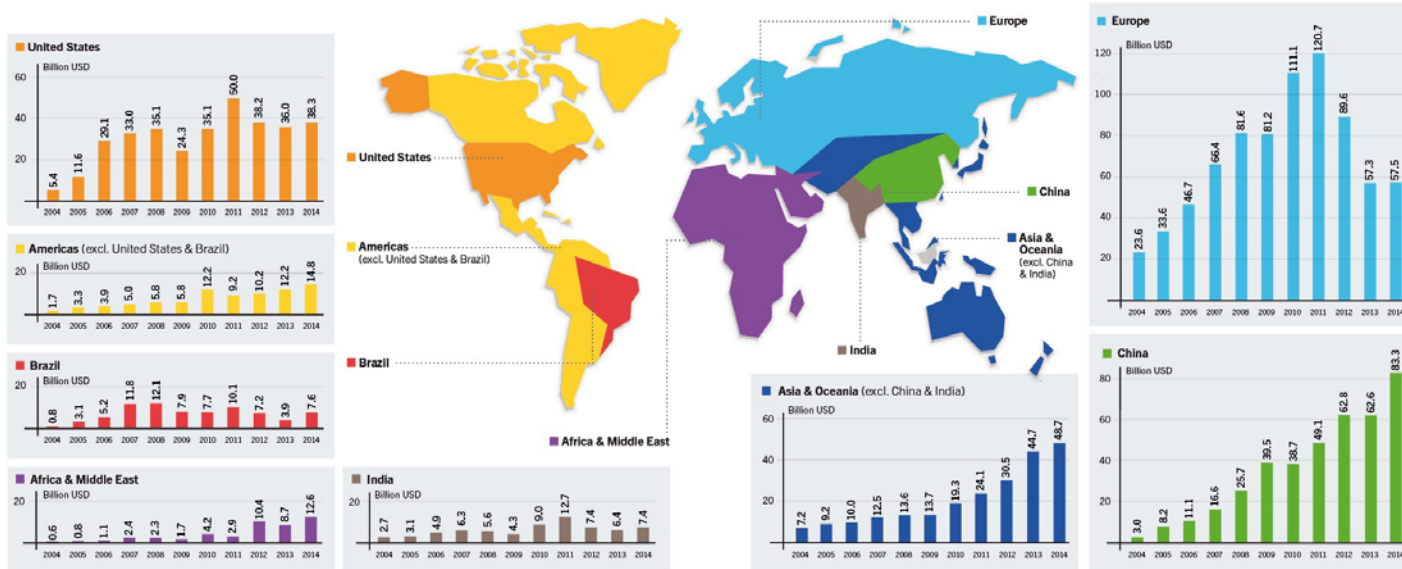 United States
Billion USD
60
40
20
5.4 11.6 29.1 33.0 35.1 24.3 35.1 50.0 38.2 36.0 38.3
2004 2005 2006 2007 2008 2009 2010 2011 2012 2013 2014
Americas (excl. United States & Brazil)
Billion USD
20
1.7 3.3 3.9 5.0 5.8 5.8 12.2 9.2 10.2 12.2 14.8
2004 2005 2006 2007 2008 2009 2010 2011 2012 2013 2014
Brazil
Billion USD
20
0.8 3.1 5.2 11.8 12.1 7.9 7.7 10.1 7.2 3.9 7.6
2004 2005 2006 2007 2008 2009 2010 2011 2012 2013 2014
Africa & Middle East
Billion USD
20
0.6 0.8 1.1 2.4 2.3 1.7 4.2 2.9 10.4 8.7 12.6
2004 2005 2006 2007 2008 2009 2010 2011 2012 2013 2014
India
Billion USD
20
2.7 3.1 4.9 6.3 5.6 4.3 9.0 12.7 7.4 6.4 7.4
2004 2005 2006 2007 2008 2009 2010 2011 2012 2013 2014
United States
Americas
(excl. United States & Brazil)
Brazil
Africa & Middle East
Europe
China
Asia &
Oceania
(excl. China
& India)
India
Asia & Oceania (excl. China & India)
Billion USD
60
40
20
7.2 9.2 10.0 12.5 13.6 13.7 19.3 24.1 30.5 44.7 48.7
2004 2005 2006 2007 2008 2009 2010 2011 2012 2013 2014
Europe
Billion USD
120
100
80
60
40
20
23.6 33.6 46.7 66.4 81.6 81.2 111.1 120.7 89.6 57.3 57.5
2004 2005 2006 2007 2008 2009 2010 2011 2012 2013 2014
China
Billion USD
80
60
40
20
3.0 8.2 11.1 16.6 25.7 39.5 38.7 49.1 62.8 62.6 83.3
2004 2005 2006 2007 2008 2009 2010 2011 2012 2013 2014